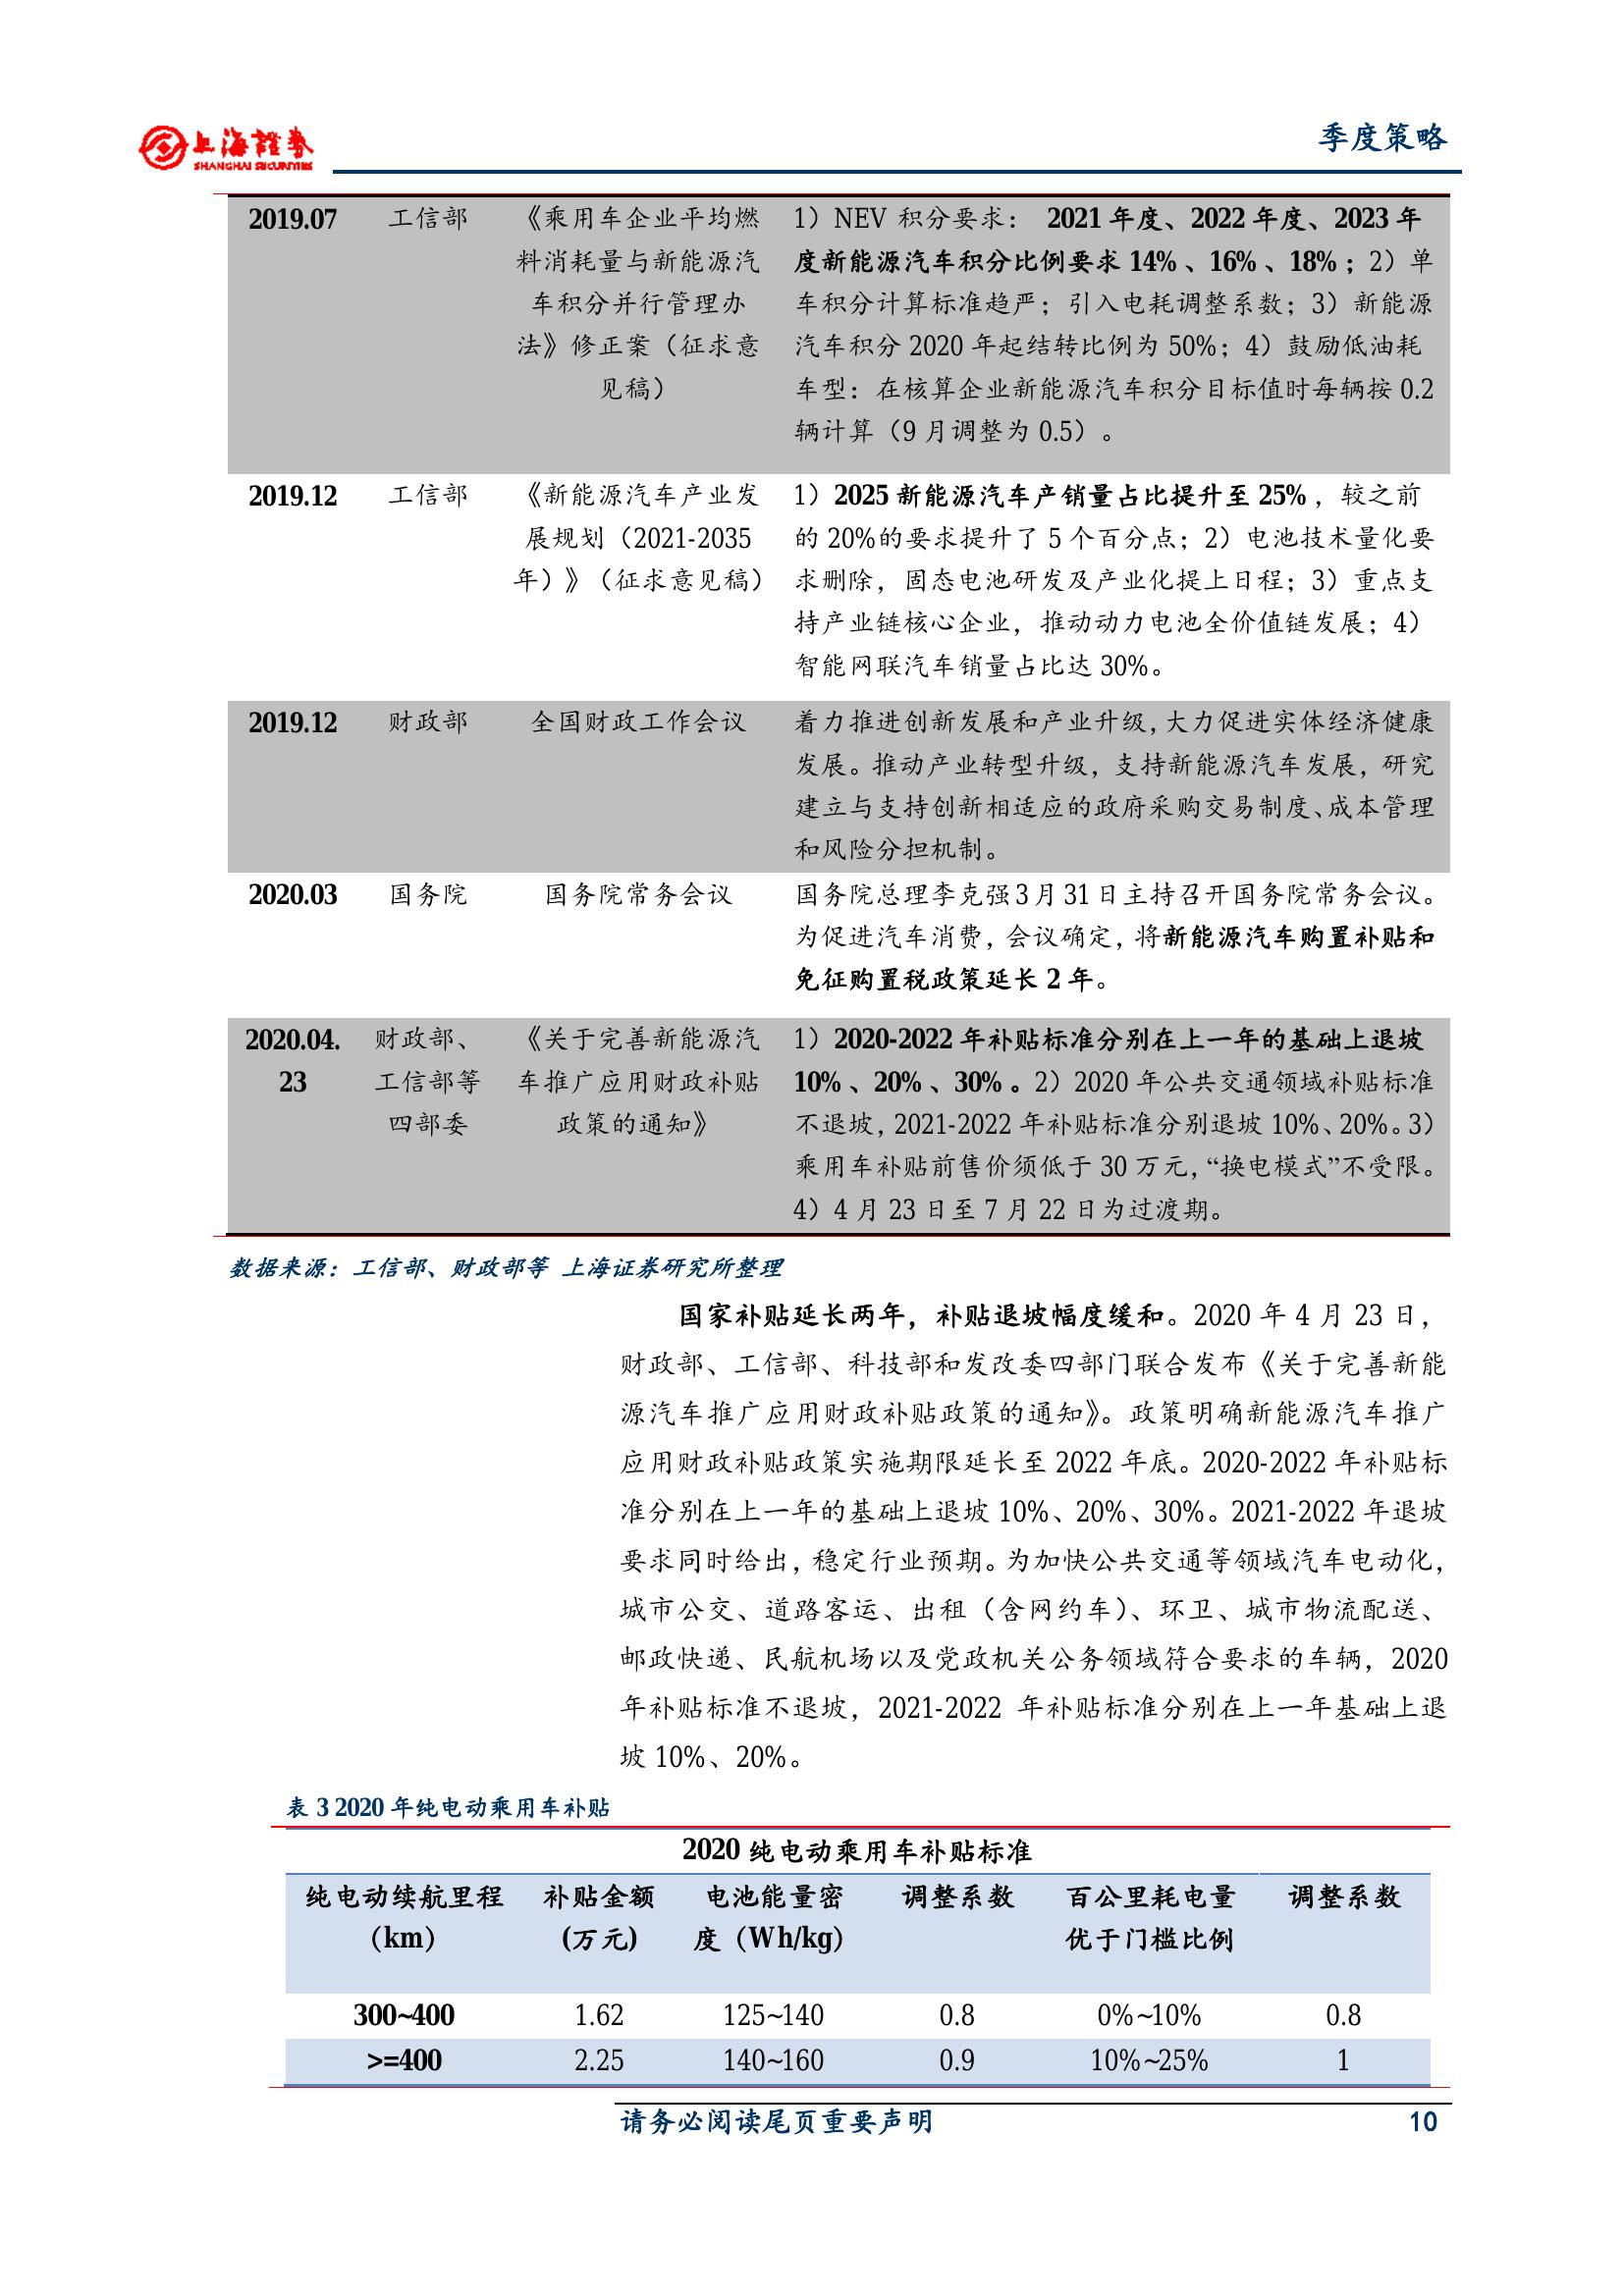 上海證券
SHANGHAI SECURITIES
季度策略
2019.07 工信部 《乘用车企业平均燃 1）NEV 积分要求： 2021 年度、2022 年度、2023 年
料消耗量与新能源汽 度新能源汽车积分比例要求 14%、16%、18%；2）单
车积分并行管理办 车积分计算标准趋严；引入电耗调整系数；3）新能源
法》修正案（征求意 汽车积分 2020 年起结转比例为 50%；4）鼓励低油耗
见稿） 车型：在核算企业新能源汽车积分目标值时每辆按 0.2
辆计算（9 月调整为 0.5）。
2019.12 工信部 《新能源汽车产业发 1）2025 新能源汽车产销量占比提升至 25%，较之前
展规划（2021-2035 的 20%的要求提升了 5 个百分点；2）电池技术量化要
年）》（征求意见稿） 求删除，固态电池研发及产业化提上日程；3）重点支
持产业链核心企业，推动动力电池全价值链发展；4）
智能网联汽车销量占比达 30%。
2019.12 财政部 全国财政工作会议 着力推进创新发展和产业升级，大力促进实体经济健康
发展。推动产业转型升级，支持新能源汽车发展，研究
建立与支持创新相适应的政府采购交易制度、成本管理
和风险分担机制。
2020.03 国务院 国务院常务会议 国务院总理李克强 3 月 31 日主持召开国务院常务会议。
为促进汽车消费，会议确定，将新能源汽车购置补贴和
免征购置税政策延长 2 年。
2020.04. 财政部、 《关于完善新能源汽 1）2020-2022 年补贴标准分别在上一年的基础上退坡
23 工信部等 车推广应用财政补贴 10%、20%、30%。2）2020 年公共交通领域补贴标准
四部委 政策的通知》 不退坡，2021-2022 年补贴标准分别退坡 10%、20%。3）
乘用车补贴前售价须低于 30 万元，“换电模式”不受限。
4）4 月 23 日至 7 月 22 日为过渡期。
数据来源：工信部、财政部等 上海证券研究所整理
国家补贴延长两年，补贴退坡幅度缓和。2020 年 4 月 23 日，
财政部、工信部、科技部和发改委四部门联合发布《关于完善新能
源汽车推广应用财政补贴政策的通知》。政策明确新能源汽车推广
应用财政补贴政策实施期限延长至 2022 年底。2020-2022 年补贴标
准分别在上一年的基础上退坡 10%、20%、30%。2021-2022 年退坡
要求同时给出，稳定行业预期。为加快公共交通等领域汽车电动化，
城市公交、道路客运、出租（含网约车）、环卫、城市物流配送、
邮政快递、民航机场以及党政机关公务领域符合要求的车辆，2020
年补贴标准不退坡，2021-2022 年补贴标准分别在上一年基础上退
坡 10%、20%。
表 3 2020 年纯电动乘用车补贴
2020 纯电动乘用车补贴标准
纯电动续航里程 补贴金额 电池能量密 调整系数 百公里耗电量 调整系数
（km） (万元) 度（Wh/kg） 优于门槛比例
300~400 1.62 125~140 0.8 0%~10% 0.8
>=400 2.25 140~160 0.9 10%~25% 1
请务必阅读尾页重要声明 10